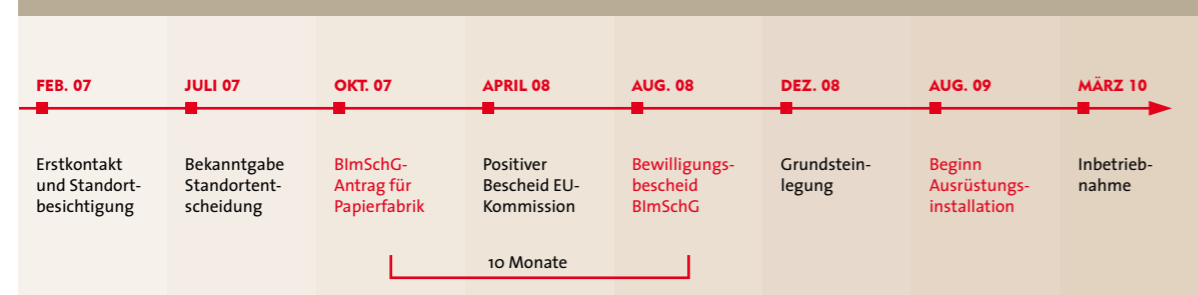 FEB. 07
Erstkontakt
und Standort-
besichtigung
JULI 07
Bekanntgabe
Standortent-
scheidung
OKT. 07
BImSchG-
Antrag für
Papierfabrik
APRIL 08
Positiver
Bescheid EU-
Kommission
AUG. 08
Bewilligungs-
bescheid
BImSchG
DEZ. 08
Grundstein-
legung
AUG. 09
Beginn
Ausrüstungs-
installation
MÄRZ 10
Inbetrieb-
nahme
10 Monate